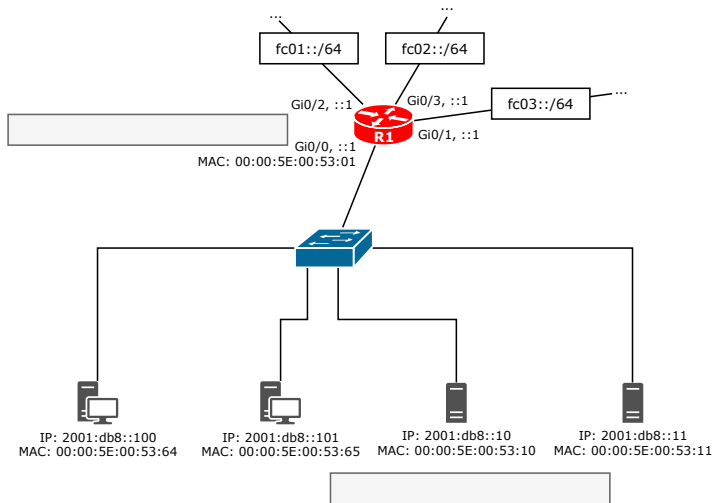 ...
...
fc01::/64
fc02::/64
...
fc03::/64
Gi0/2, ::1
Gi0/3, ::1
R1
Gi0/1, ::1
Gi0/0, ::1
MAC: 00:00:5E:00:53:01
IP: 2001:db8::100
MAC: 00:00:5E:00:53:64
IP: 2001:db8::101
MAC: 00:00:5E:00:53:65
IP: 2001:db8::10
MAC: 00:00:5E:00:53:10
IP: 2001:db8::11
MAC: 00:00:5E:00:53:11